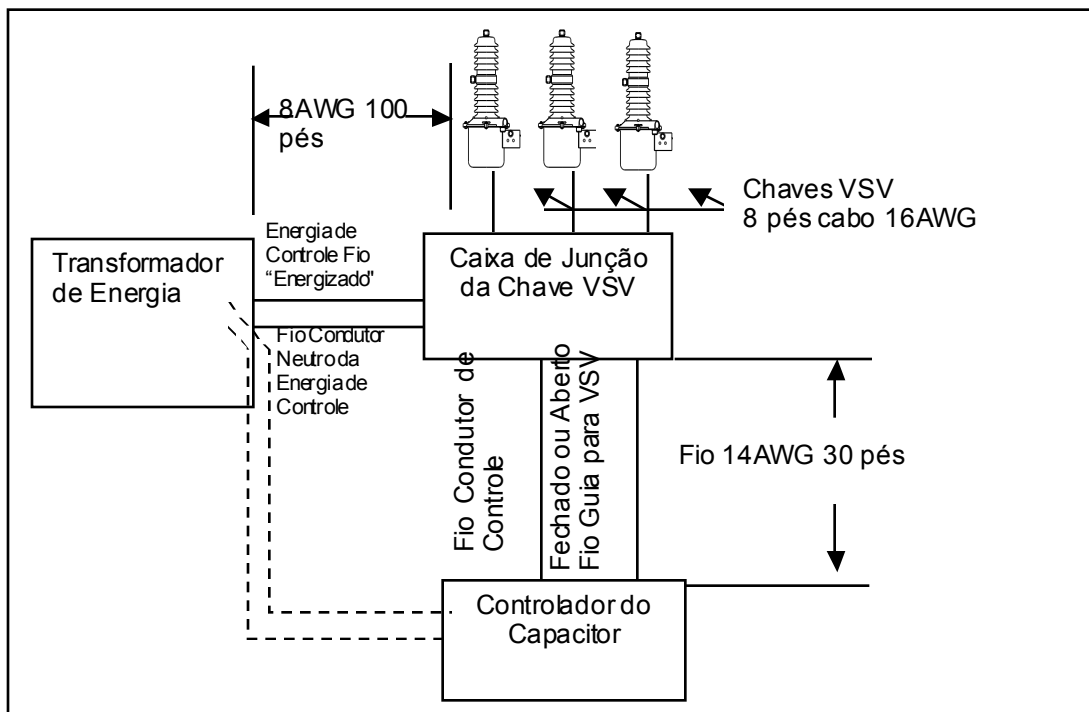 8AWG 100
pés
Chaves VSV
8 pés cabo 16AWG
Energia de
Controle Fio
“Energizado"
Transformador
de Energia
Caixa de Junção
da Chave VSV
Fio Condutor
Neutro da
Energia de
Controle
Fio Condutor de
Controle
Fechado ou Aberto
Fio Guia para VSV
Fio 14AWG 30 pés
Controlador do
Capacitor